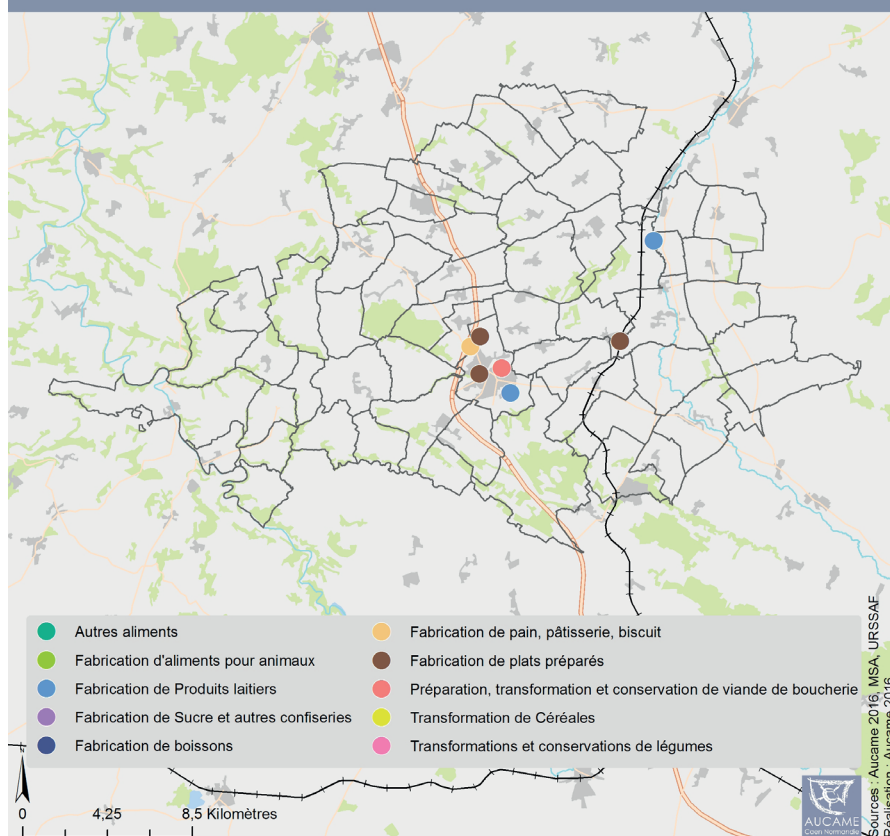 Autres aliments
Fabrication d'aliments pour animaux
Fabrication de Produits laitiers
Fabrication de Sucre et autres confiseries
Fabrication de boissons
Fabrication de pain, pâtisserie, biscuit
Fabrication de plats préparés
Préparation, transformation et conservation de viande de boucherie
Transformation de Céréales
Transformations et conservations de légumes
N
0 4,25 8,5 Kilomètres
AUCAME
Caen Normandie
Sources : Aucame 2016, MSA, URSSAF
Réalisation : Aucame 2016